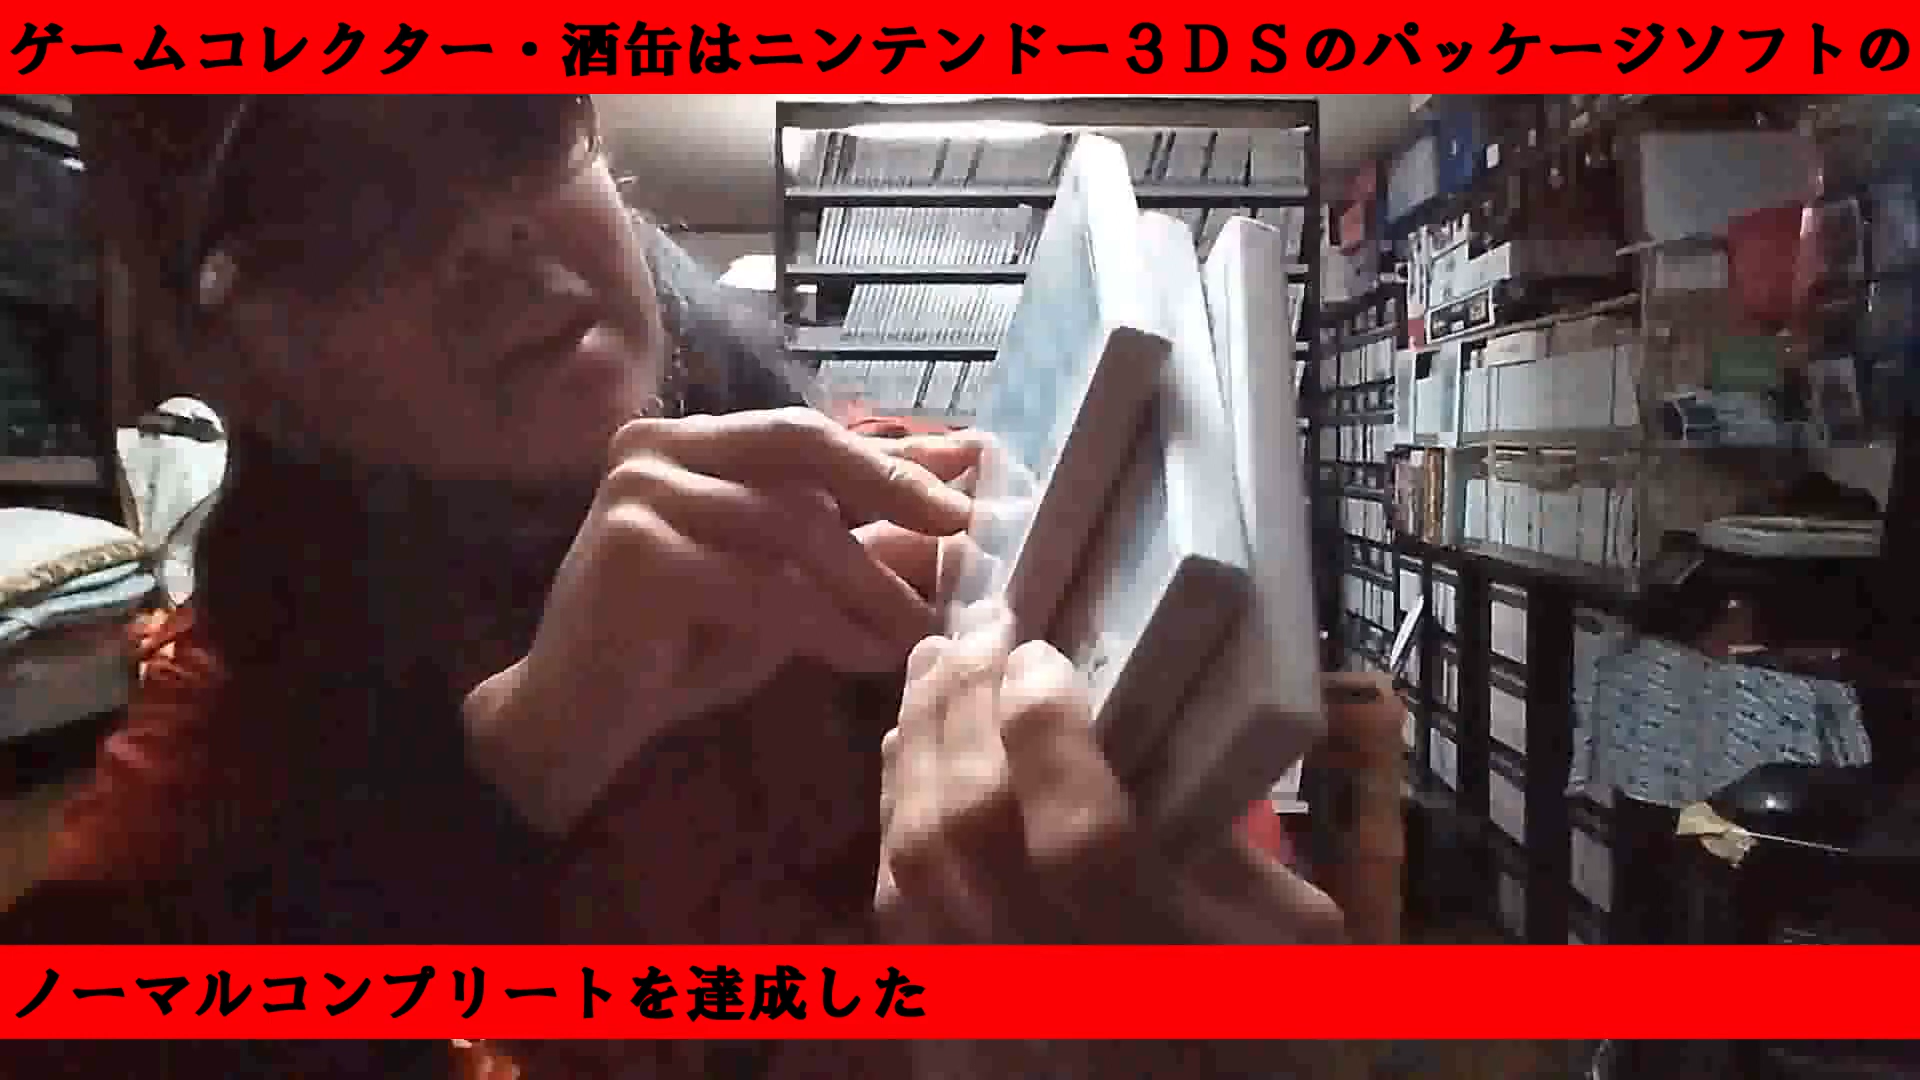 ゲームコレクター・酒缶はニンテンドー３ＤＳのパッケージソフトの
ノーマルコンプリートを達成した